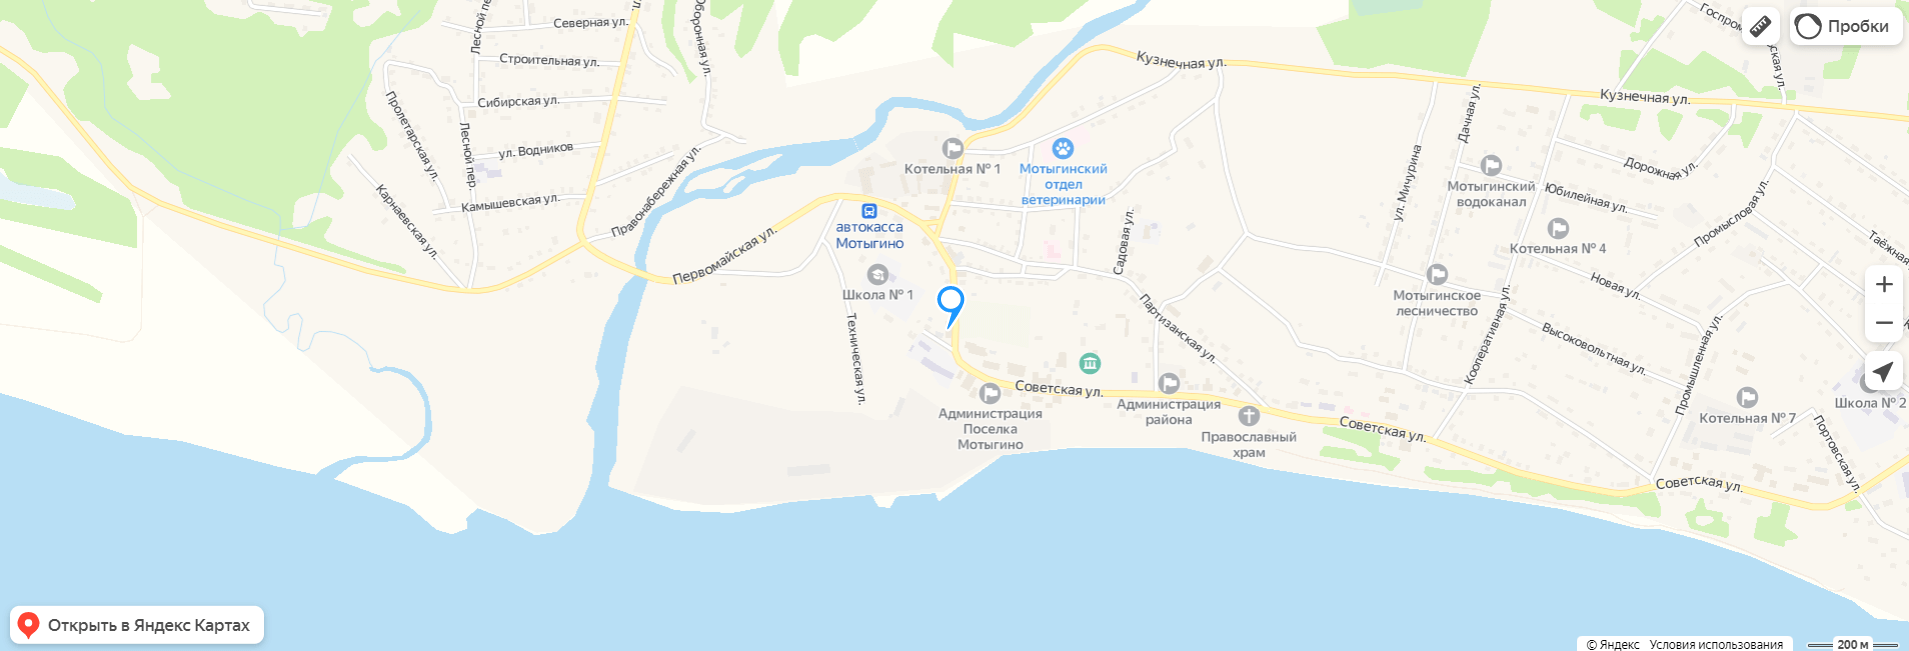 Северная ул.
Лесной пе
Строительная ул.
Сибирская ул.
Пролетарская ул.
Лесной пер.
ул. Водников
Карнаевская ул.
Камышевская ул.
Правонабережная ул.
Первомайская ул.
Кузнечная ул.
Котельная № 1
Мотыгинский
отдел
ветеринарии
автокасса
Мотыгино
Школа № 1
Техническая ул.
Садовая ул.
Партизанская ул.
Советская ул.
Администрация
Поселка
Мотыгино
Администрация
района
Православный
храм
Советская ул.
Кузнечная ул.
Дачная ул.
ул. Мичурина
Мотыгинский
водоканал
Дорожная ул.
Юбилейная ул.
Котельная № 4
Промысловая ул.
Новая ул.
Мотыгинское
лесничество
Кооперативная ул.
Высоковольтная ул.
Промышленная ул.
Котельная № 7
Школа № 2
Портовская ул.
Советская ул.
Пробки
Открыть в Яндекс Картах
© Яндекс Условия использования
200 м